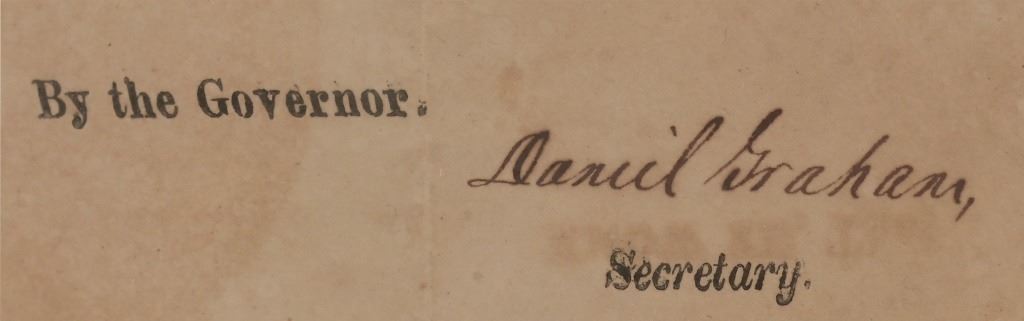 By the Governor.
Daniel Graham,
Secretary.